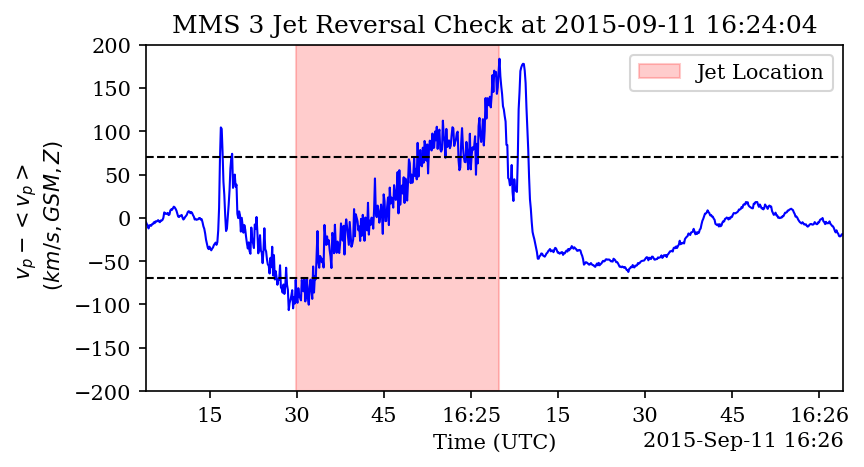 MMS 3 Jet Reversal Check at 2015-09-11 16:24:04
200
150
100
50
0
−50
−100
−150
−200
v_p − < v_p >
(km/s, GSM, Z)
Jet Location
15
30
45
16:25
15
30
45
16:26
Time (UTC)
2015-Sep-11 16:26